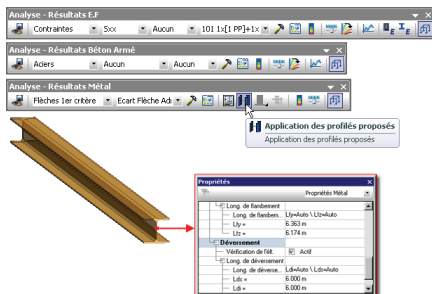 Analyse - Résultats E.F
Contraintes Sxx Aucun 101 1x[1 PP]+1x
Analyse - Résultats Béton Armé
Aciers Aucun Aucun
Analyse - Résultats Métal
Flèches 1er critère Ecart Flèche Adi
Application des profilés proposés
Application des profilés proposés
Propriétés
Propriétés Métal
Long. de flambement
Long. de flambem... Lfy=Auto \ Lfz=Auto
Lfy = 6.363 m
Lfz = 6.174 m
Déversement
Vérification de l'élt. Actif
Long. de déversement
Long. de déverse... Ldi=Auto \ Lds=Auto
Lds = 6.000 m
Ldi = 6.000 m